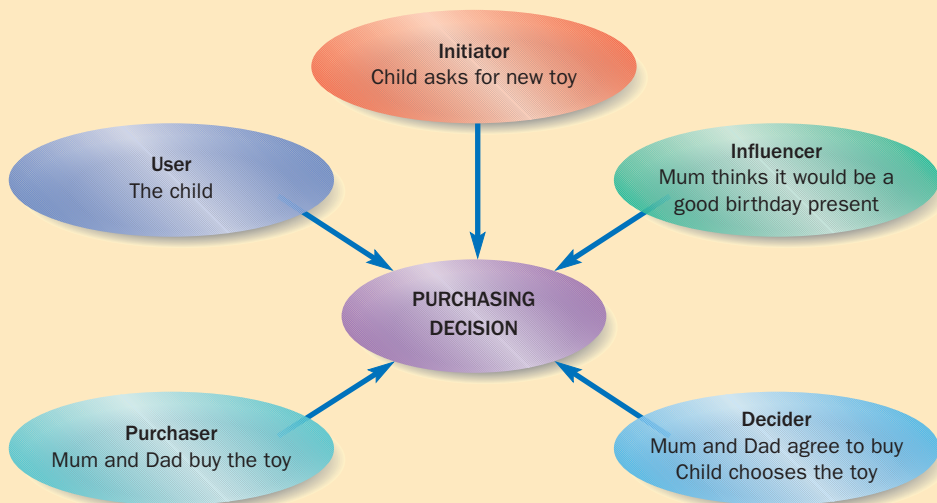 Initiator
Child asks for new toy
User
The child
Influencer
Mum thinks it would be a
good birthday present
PURCHASING
DECISION
Purchaser
Mum and Dad buy the toy
Decider
Mum and Dad agree to buy
Child chooses the toy